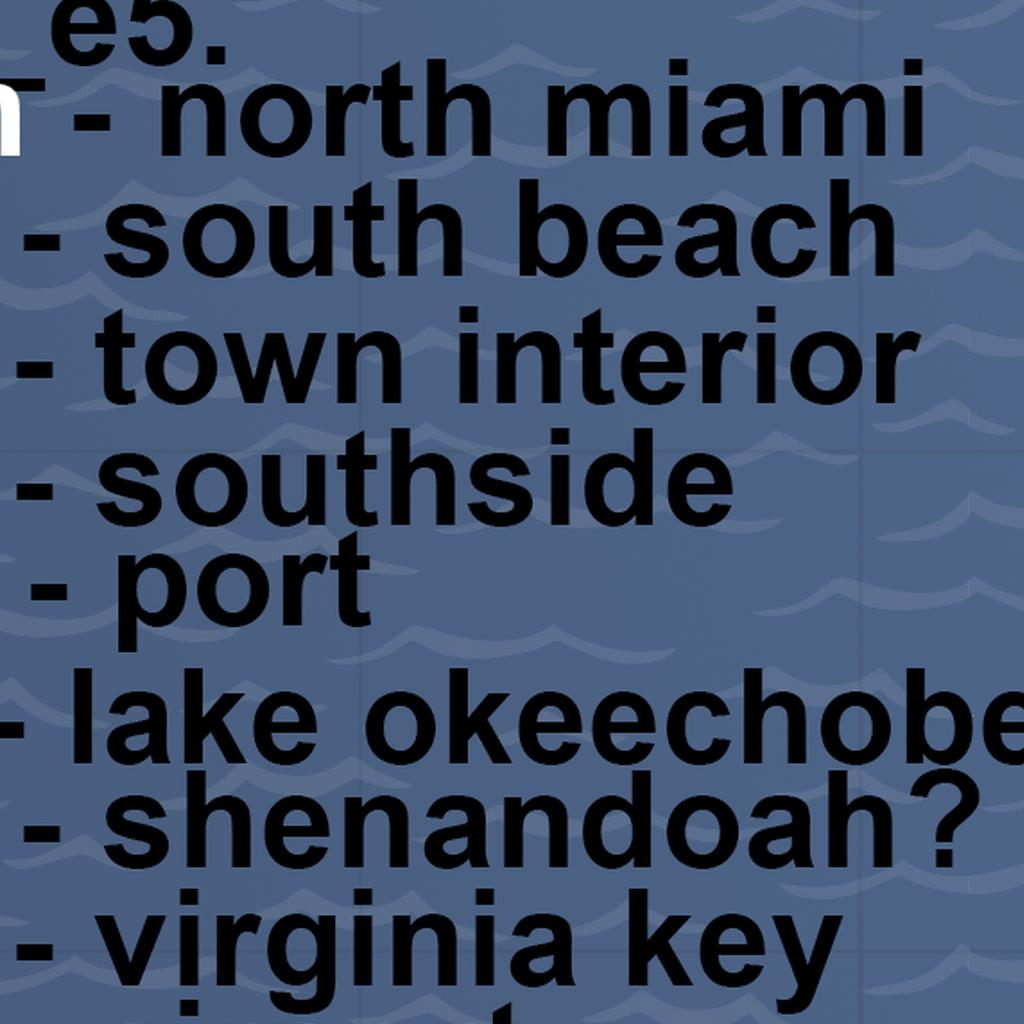 e5.
- north miami
- south beach
- town interior
- southside
- port
- lake okeechobe
- shenandoah?
- virginia key